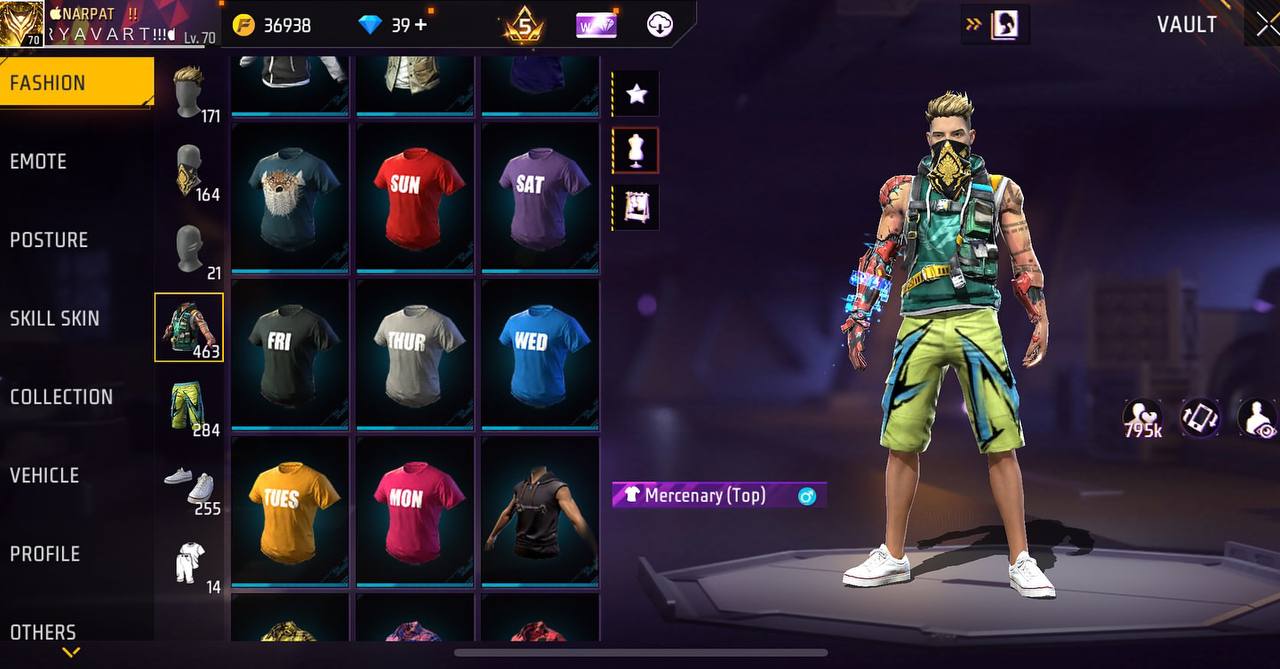 NARPAT !!
RYAVART!!!
Lv. 70
70
36938
39 +
5
VAULT
FASHION
EMOTE
POSTURE
SKILL SKIN
COLLECTION
VEHICLE
PROFILE
OTHERS
171
164
21
463
284
255
14
SUN
SAT
FRI
THUR
WED
TUES
MON
Mercenary (Top)
795k